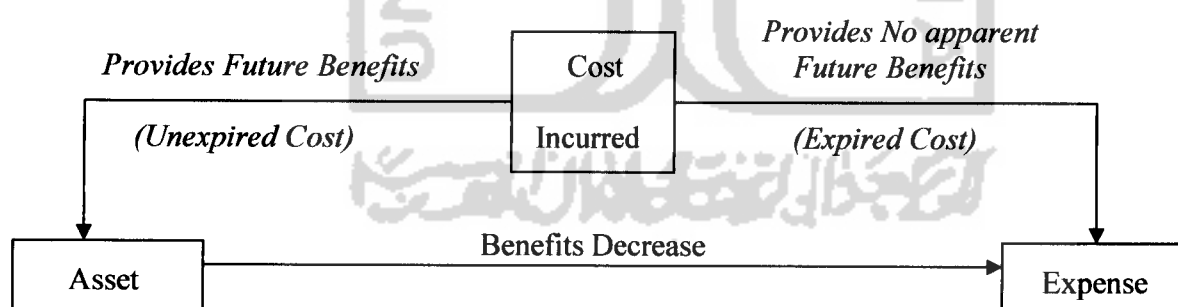 Provides Future Benefits
(Unexpired Cost)
Cost
Incurred
Provides No apparent
Future Benefits
(Expired Cost)
Benefits Decrease
Asset
Expense